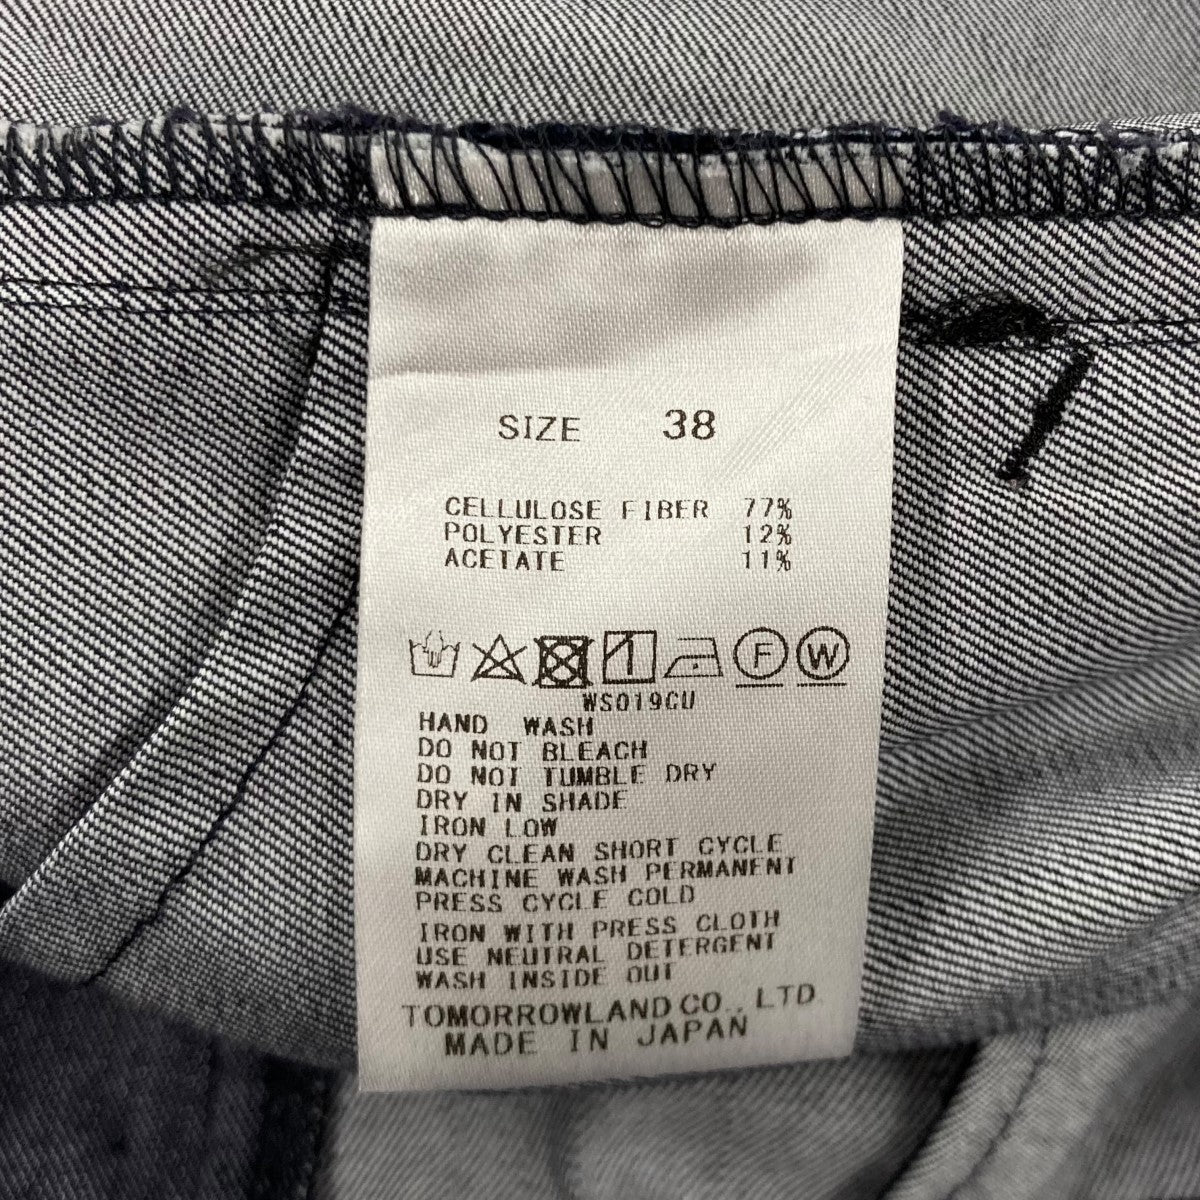 SIZE 38
CELLULOSE FIBER 77%
POLYESTER 12%
ACETATE 11%
F W
WS019CU
HAND WASH
DO NOT BLEACH
DO NOT TUMBLE DRY
DRY IN SHADE
IRON LOW
DRY CLEAN SHORT CYCLE
MACHINE WASH PERMANENT
PRESS CYCLE COLD
IRON WITH PRESS CLOTH
USE NEUTRAL DETERGENT
WASH INSIDE OUT
TOMORROWLAND CO., LTD
MADE IN JAPAN